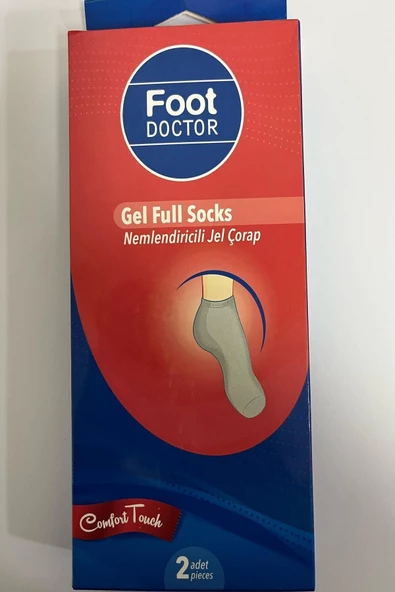 Foot
DOCTOR
Gel Full Socks
Nemlendiricili Jel Çorap
Comfort Touch
2 adet
pieces